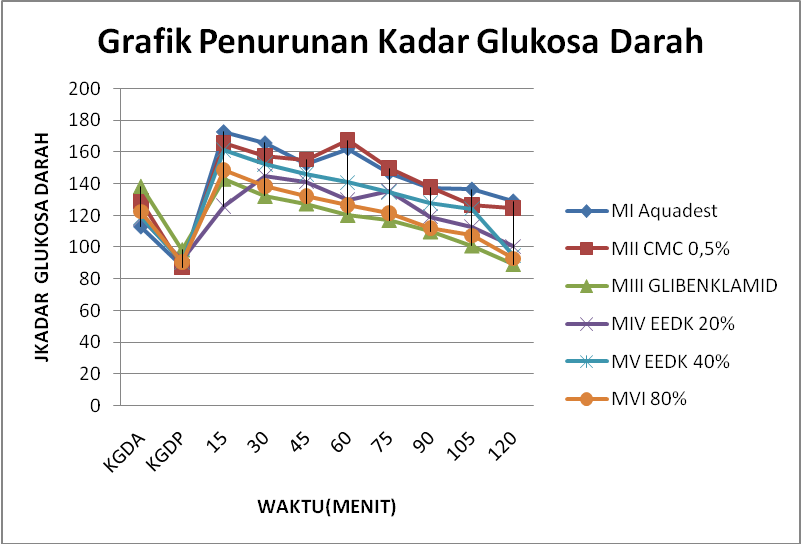 Grafik Penurunan Kadar Glukosa Darah
JKADAR GLUKOSA DARAH
200
180
160
140
120
100
80
60
40
20
0
KGDA
KGDP
15
30
45
60
75
90
105
120
WAKTU(MENIT)
MI Aquadest
MII CMC 0,5%
MIII GLIBENKLAMID
MIV EEDK 20%
MV EEDK 40%
MVI 80%